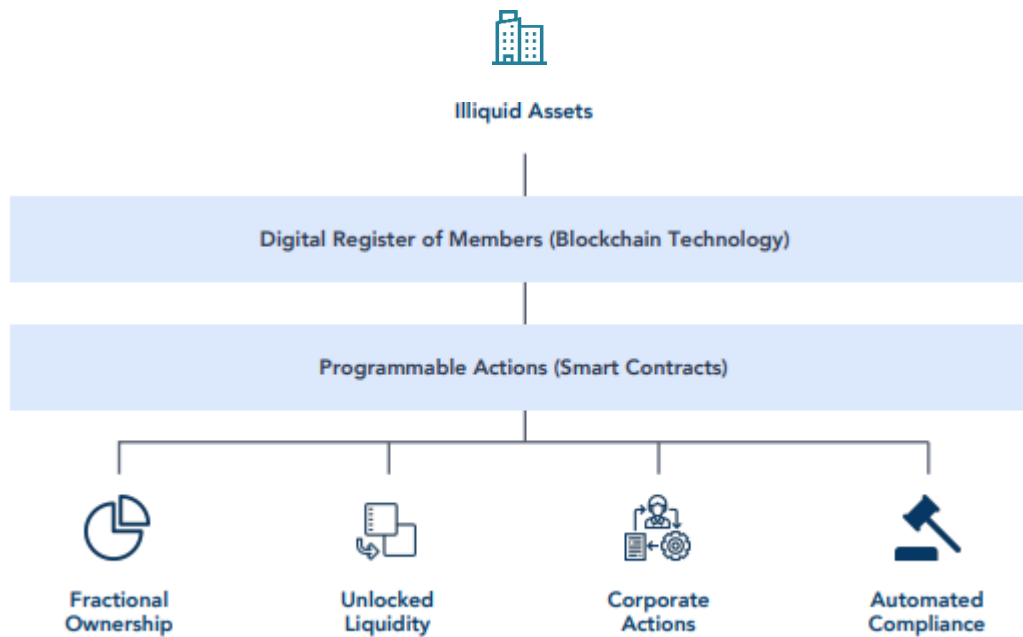 Illiquid Assets
Digital Register of Members (Blockchain Technology)
Programmable Actions (Smart Contracts)
Fractional
Ownership
Unlocked
Liquidity
Corporate
Actions
Automated
Compliance